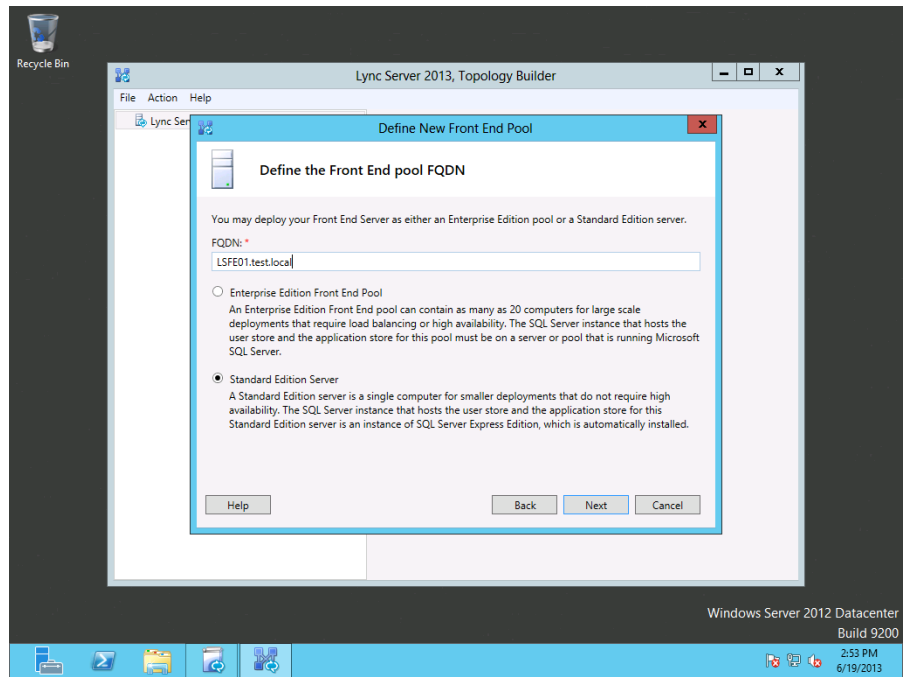 Recycle Bin
Lync Server 2013, Topology Builder
File Action Help
Lync Ser
Define New Front End Pool
x
Define the Front End pool FQDN
You may deploy your Front End Server as either an Enterprise Edition pool or a Standard Edition server.
FQDN: *
LSFE01.test.local
Enterprise Edition Front End Pool
An Enterprise Edition Front End pool can contain as many as 20 computers for large scale
deployments that require load balancing or high availability. The SQL Server instance that hosts the
user store and the application store for this pool must be on a server or pool that is running Microsoft
SQL Server.
Standard Edition Server
A Standard Edition server is a single computer for smaller deployments that do not require high
availability. The SQL Server instance that hosts the user store and the application store for this
Standard Edition server is an instance of SQL Server Express Edition, which is automatically installed.
Help Back Next Cancel
Windows Server 2012 Datacenter
Build 9200
2:53 PM
6/19/2013